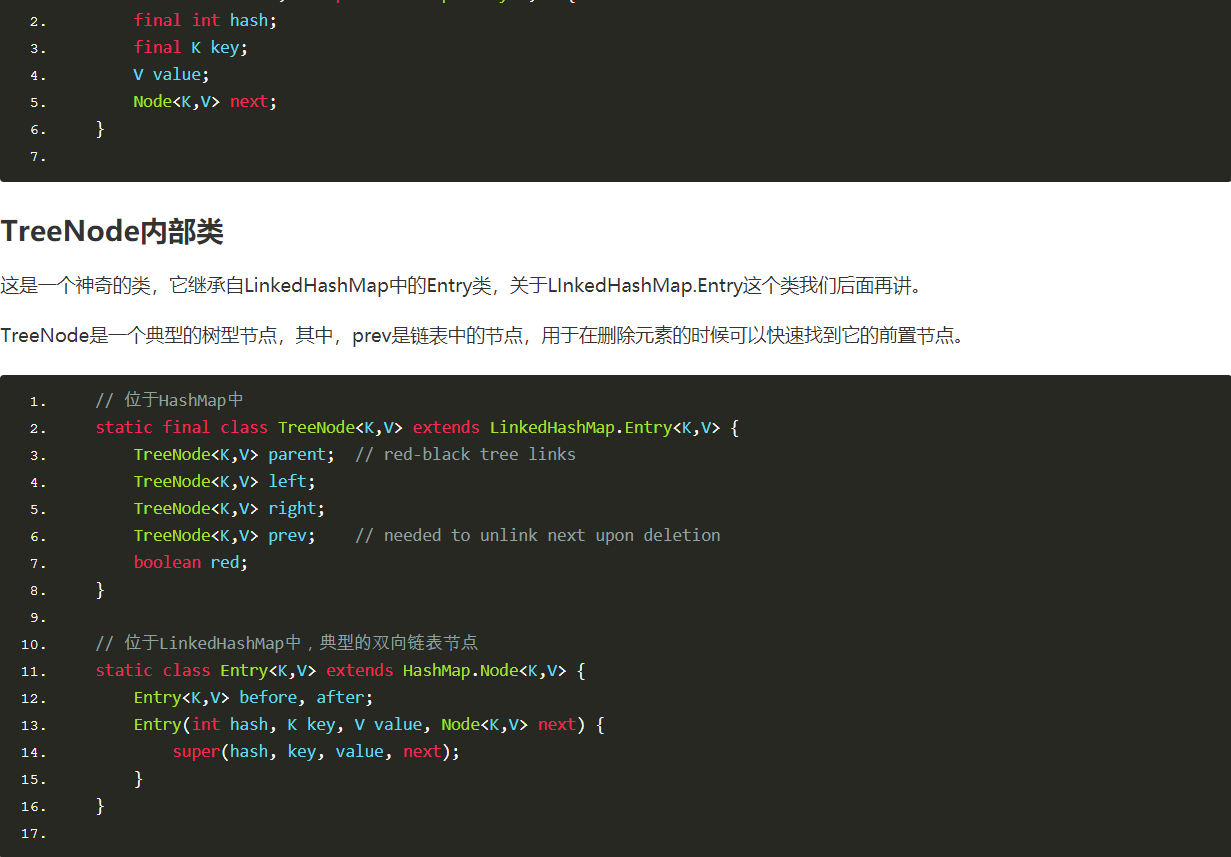 2. final int hash;
3. final K key;
4. V value;
5. Node<K,V> next;
6. }
7.
TreeNode内部类
这是一个神奇的类，它继承自LinkedHashMap中的Entry类，关于LInkedHashMap.Entry这个类我们后面再讲。
TreeNode是一个典型的树型节点，其中，prev是链表中的节点，用于在删除元素的时候可以快速找到它的前置节点。
1. // 位于HashMap中
2. static final class TreeNode<K,V> extends LinkedHashMap.Entry<K,V> {
3. TreeNode<K,V> parent;  // red-black tree links
4. TreeNode<K,V> left;
5. TreeNode<K,V> right;
6. TreeNode<K,V> prev;    // needed to unlink next upon deletion
7. boolean red;
8. }
9.
10. // 位于LinkedHashMap中，典型的双向链表节点
11. static class Entry<K,V> extends HashMap.Node<K,V> {
12. Entry<K,V> before, after;
13. Entry(int hash, K key, V value, Node<K,V> next) {
14. super(hash, key, value, next);
15. }
16. }
17.